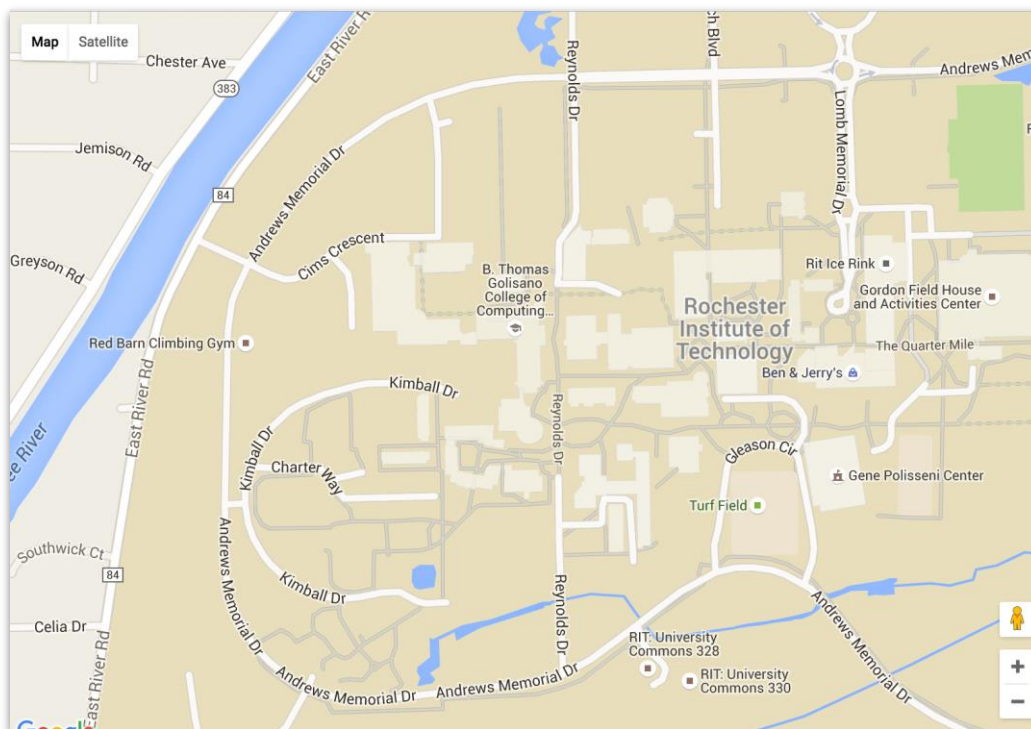 Map
Satellite
Chester Ave
383
East River R
Reynolds Dr
ch Blvd
Andrews Mem
Jemison Rd
84
Andrews Memorial Dr
Lomb Memorial Dr
Cims Crescent
Greyson Rd
B. Thomas
Golisano
College of
Computing...
Rit Ice Rink
Gordon Field House
and Activities Center
Rochester
Institute of
Technology
Red Barn Climbing Gym
The Quarter Mile
Ben & Jerry's
Kimball Dr
East River Rd
ee River
Reynolds Dr
Kimball Dr
Gleason Cir
Charter Way
Gene Polisseni Center
Turf Field
Andrews Memorial Dr
Southwick Ct
84
Kimball Dr
Reynolds Dr
Andrews Memorial Dr
Celia Dr
East River Rd
RIT: University
Commons 328
RIT: University
Commons 330
Andrews Memorial Dr
Andrews Memorial Dr
Google